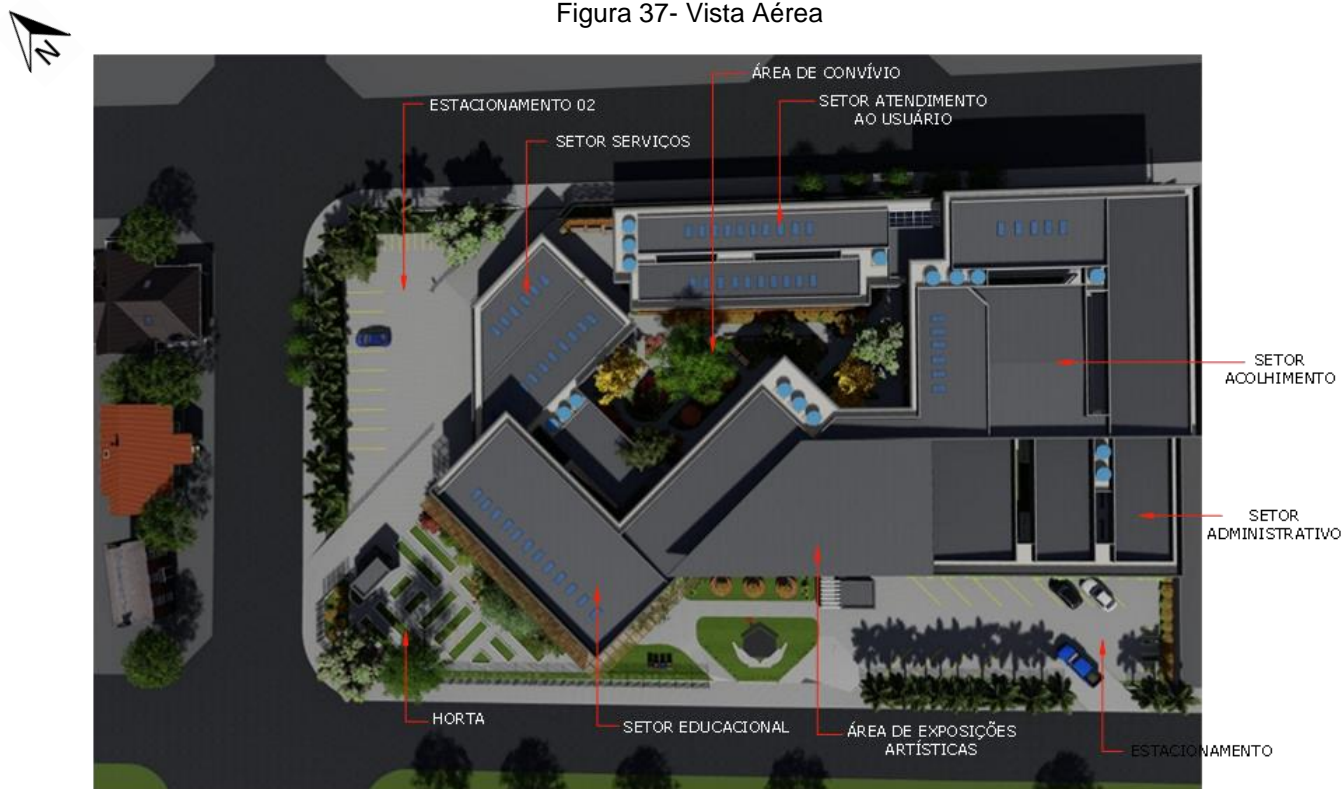 Figura 37- Vista Aérea
N
ÁREA DE CONVÍVIO
ESTACIONAMENTO 02
SETOR ATENDIMENTO
AO USUÁRIO
SETOR SERVIÇOS
SETOR
ACOLHIMENTO
SETOR
ADMINISTRATIVO
HORTA
SETOR EDUCACIONAL
ÁREA DE EXPOSIÇÕES
ARTÍSTICAS
ESTACIONAMENTO